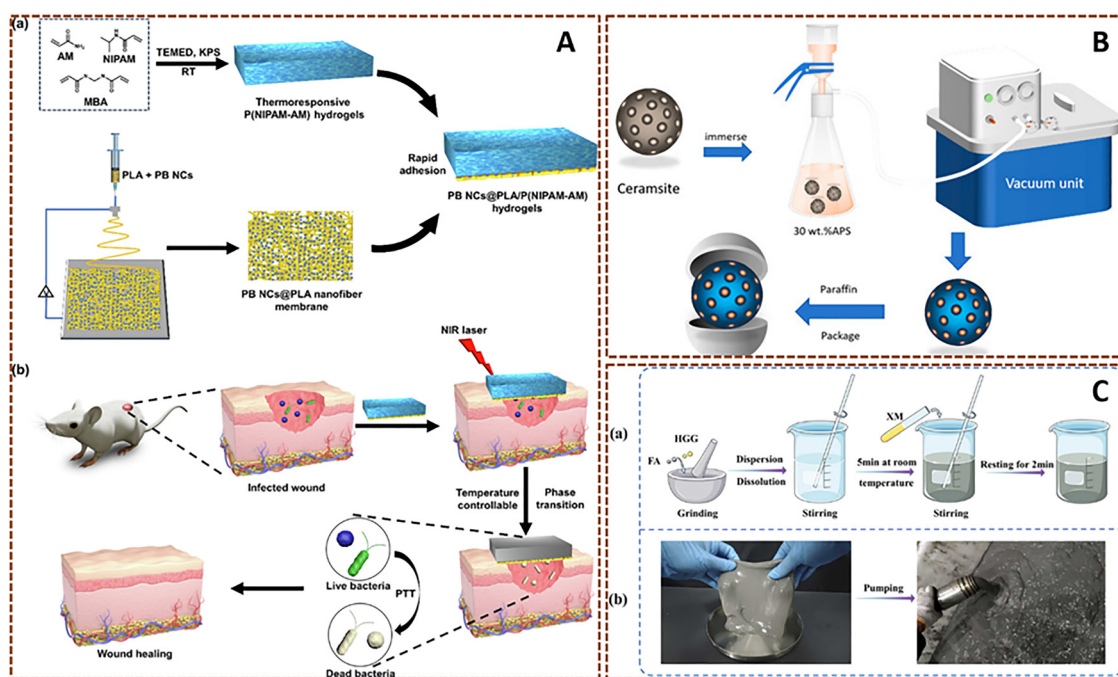 (a)
A
AM
NIPAM
MBA
TEMED, KPS
RT
Thermoresponsive
P(NIPAM-AM) hydrogels
PLA + PB NCs
V
PB NCs@PLA nanofiber
membrane
Rapid
adhesion
PB NCs@PLA/P(NIPAM-AM)
hydrogels
(b)
NIR laser
Infected wound
Temperature
controllable
Phase
transition
Live bacteria
PTT
Dead bacteria
Wound healing
B
Ceramsite
immerse
30 wt.%APS
Vacuum unit
Paraffin
Package
C
(a)
FA
HGG
Grinding
Dispersion
Dissolution
Stirring
XM
5min at room
temperature
Stirring
Resting for 2min
(b)
Pumping